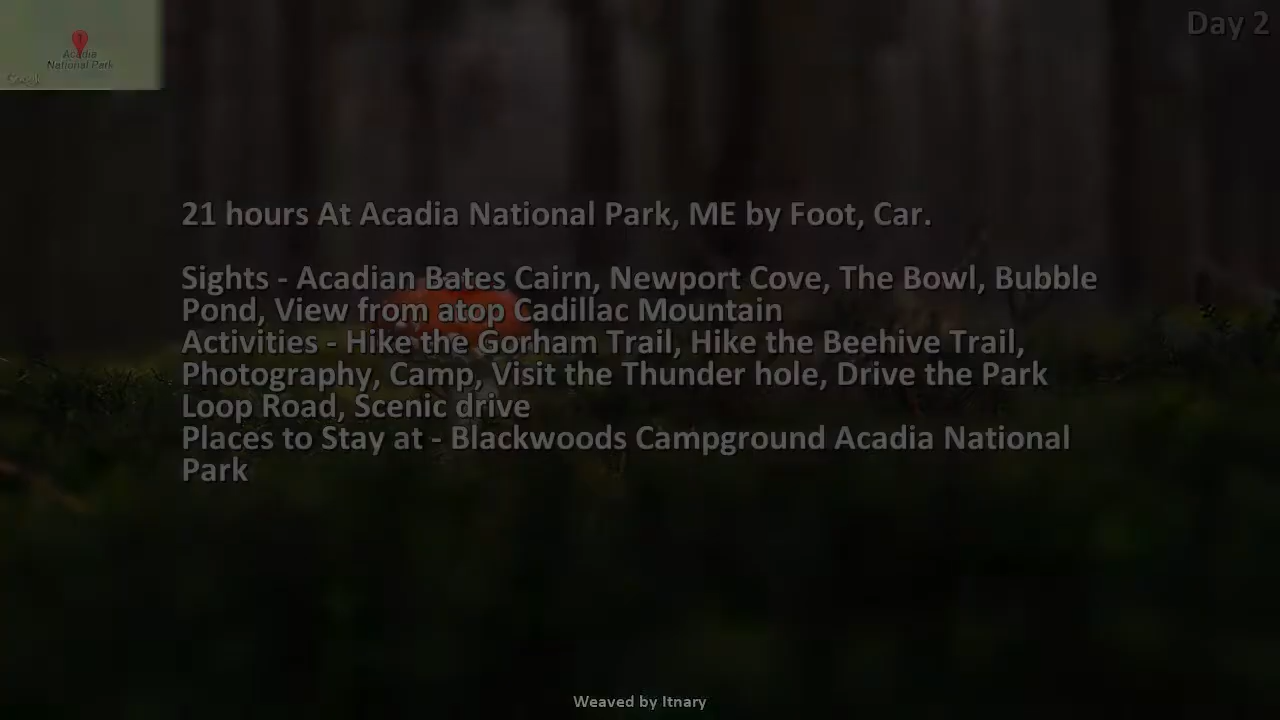 Acadia
National Park
Day 2
21 hours At Acadia National Park, ME by Foot, Car.
Sights - Acadian Bates Cairn, Newport Cove, The Bowl, Bubble
Pond, View from atop Cadillac Mountain
Activities - Hike the Gorham Trail, Hike the Beehive Trail,
Photography, Camp, Visit the Thunder hole, Drive the Park
Loop Road, Scenic drive
Places to Stay at - Blackwoods Campground Acadia National
Park
Weaved by Itnary